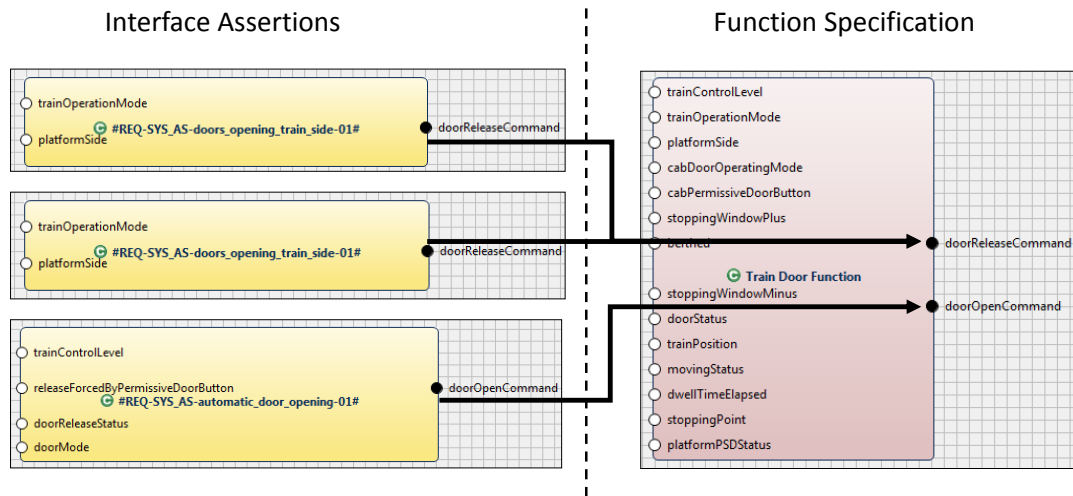 Interface Assertions
Function Specification
trainOperationMode
#REQ-SYS_AS-doors_opening_train_side-01#
doorReleaseCommand
platformSide
trainOperationMode
#REQ-SYS_AS-doors_opening_train_side-01#
doorReleaseCommand
platformSide
trainControlLevel
releaseForcedByPermissiveDoorButton
doorOpenCommand
#REQ-SYS_AS-automatic_door_opening-01#
doorReleaseStatus
doorMode
trainControlLevel
trainOperationMode
platformSide
cabDoorOperatingMode
cabPermissiveDoorButton
stoppingWindowPlus
berthed
doorReleaseCommand
Train Door Function
stoppingWindowMinus
doorOpenCommand
doorStatus
trainPosition
movingStatus
dwellTimeElapsed
stoppingPoint
platformPSDStatus